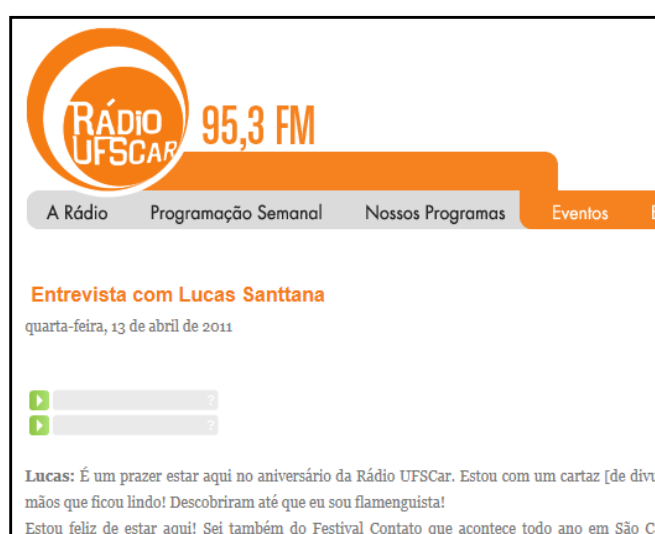 RÁDIO
UFSCAR
95,3 FM
A Rádio Programação Semanal Nossos Programas Eventos
Entrevista com Lucas Santtana
quarta-feira, 13 de abril de 2011
?
?
Lucas: É um prazer estar aqui no aniversário da Rádio UFSCar. Estou com um cartaz [de
mãos que ficou lindo! Descobriram até que eu sou flamenguista!
Estou feliz de estar aqui! Sei também do Festival Contato que acontece todo ano em São